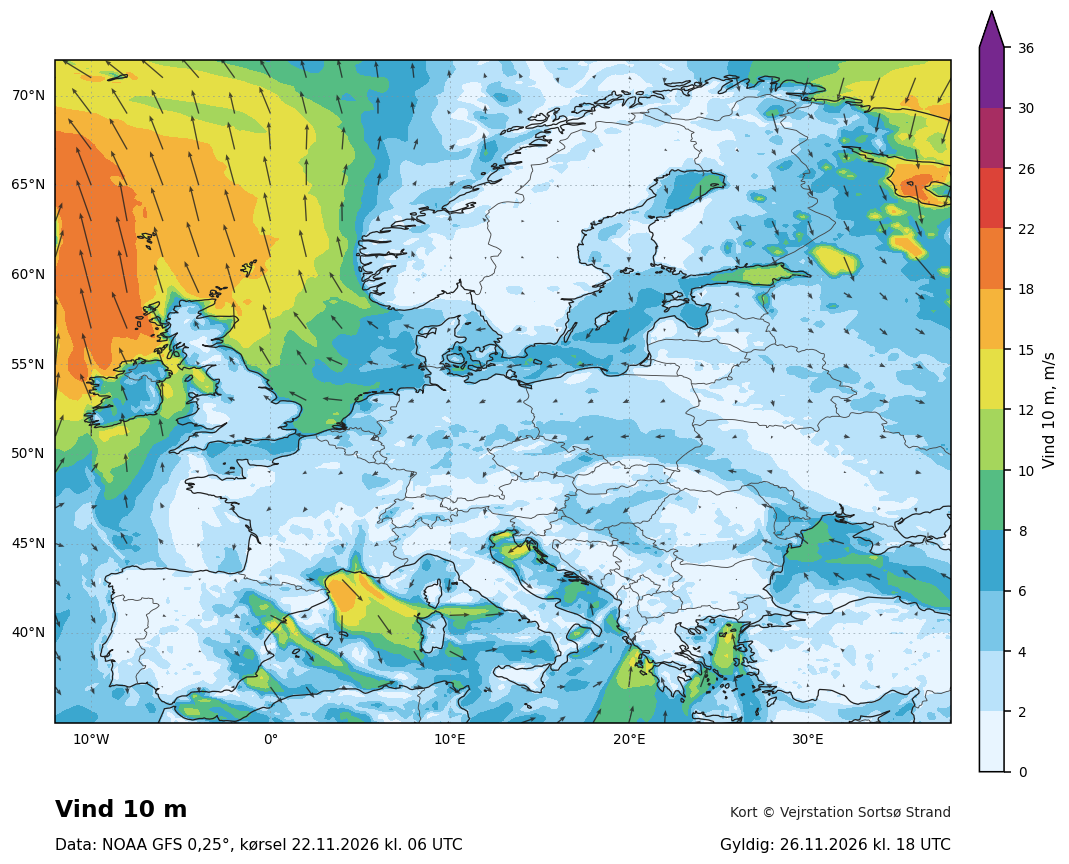 36
30
26
22
18
15
12
10
8
6
4
2
0
Vind 10 m, m/s
70°N
65°N
60°N
55°N
50°N
45°N
40°N
10°W
0°
10°E
20°E
30°E
Vind 10 m
Kort © Vejrstation Sortsø Strand
Data: NOAA GFS 0,25°, kørsel 22.11.2026 kl. 06 UTC
Gyldig: 26.11.2026 kl. 18 UTC